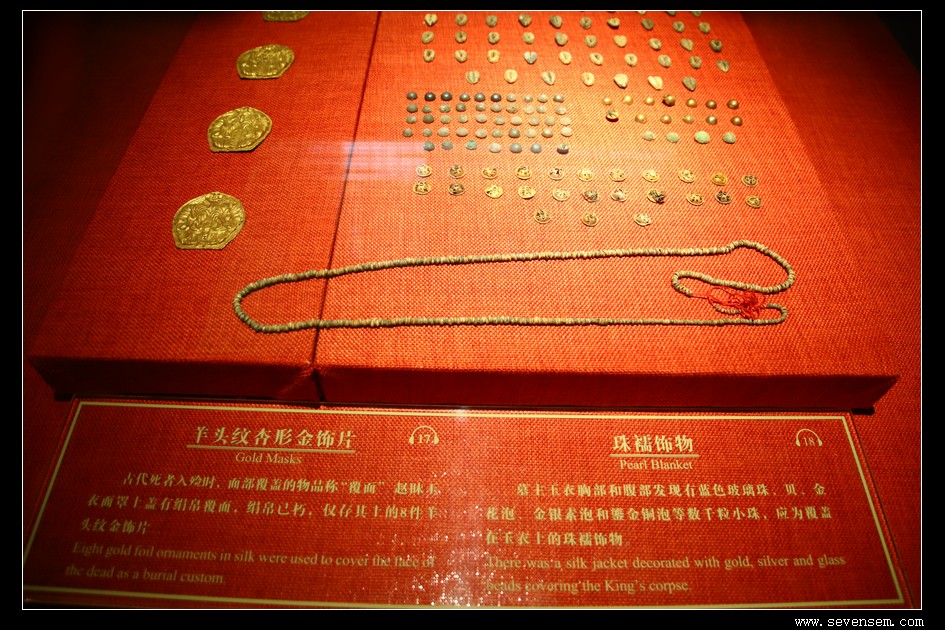 羊头纹杏形金饰片
17
Gold Masks
古代死者入殓时，面部覆盖的物品称“覆面”
衣面罩上盖有绢帛覆面，绢帛已朽，仅存其上的8件羊
头纹金饰片
Eight gold foil ornaments in silk were used to cover the face of
the dead as a burial custom.
珠襦饰物
18
Pearl Blanket
墓主玉衣胸部和腹部发现有蓝色玻璃珠、贝、金
花泡、金银素泡和鎏金铜泡等数千粒小珠，应为覆盖
在玉衣上的珠襦饰物
There was a silk jacket decorated with gold, silver and glass
beads covering the King's corpse.
www.sevensem.com